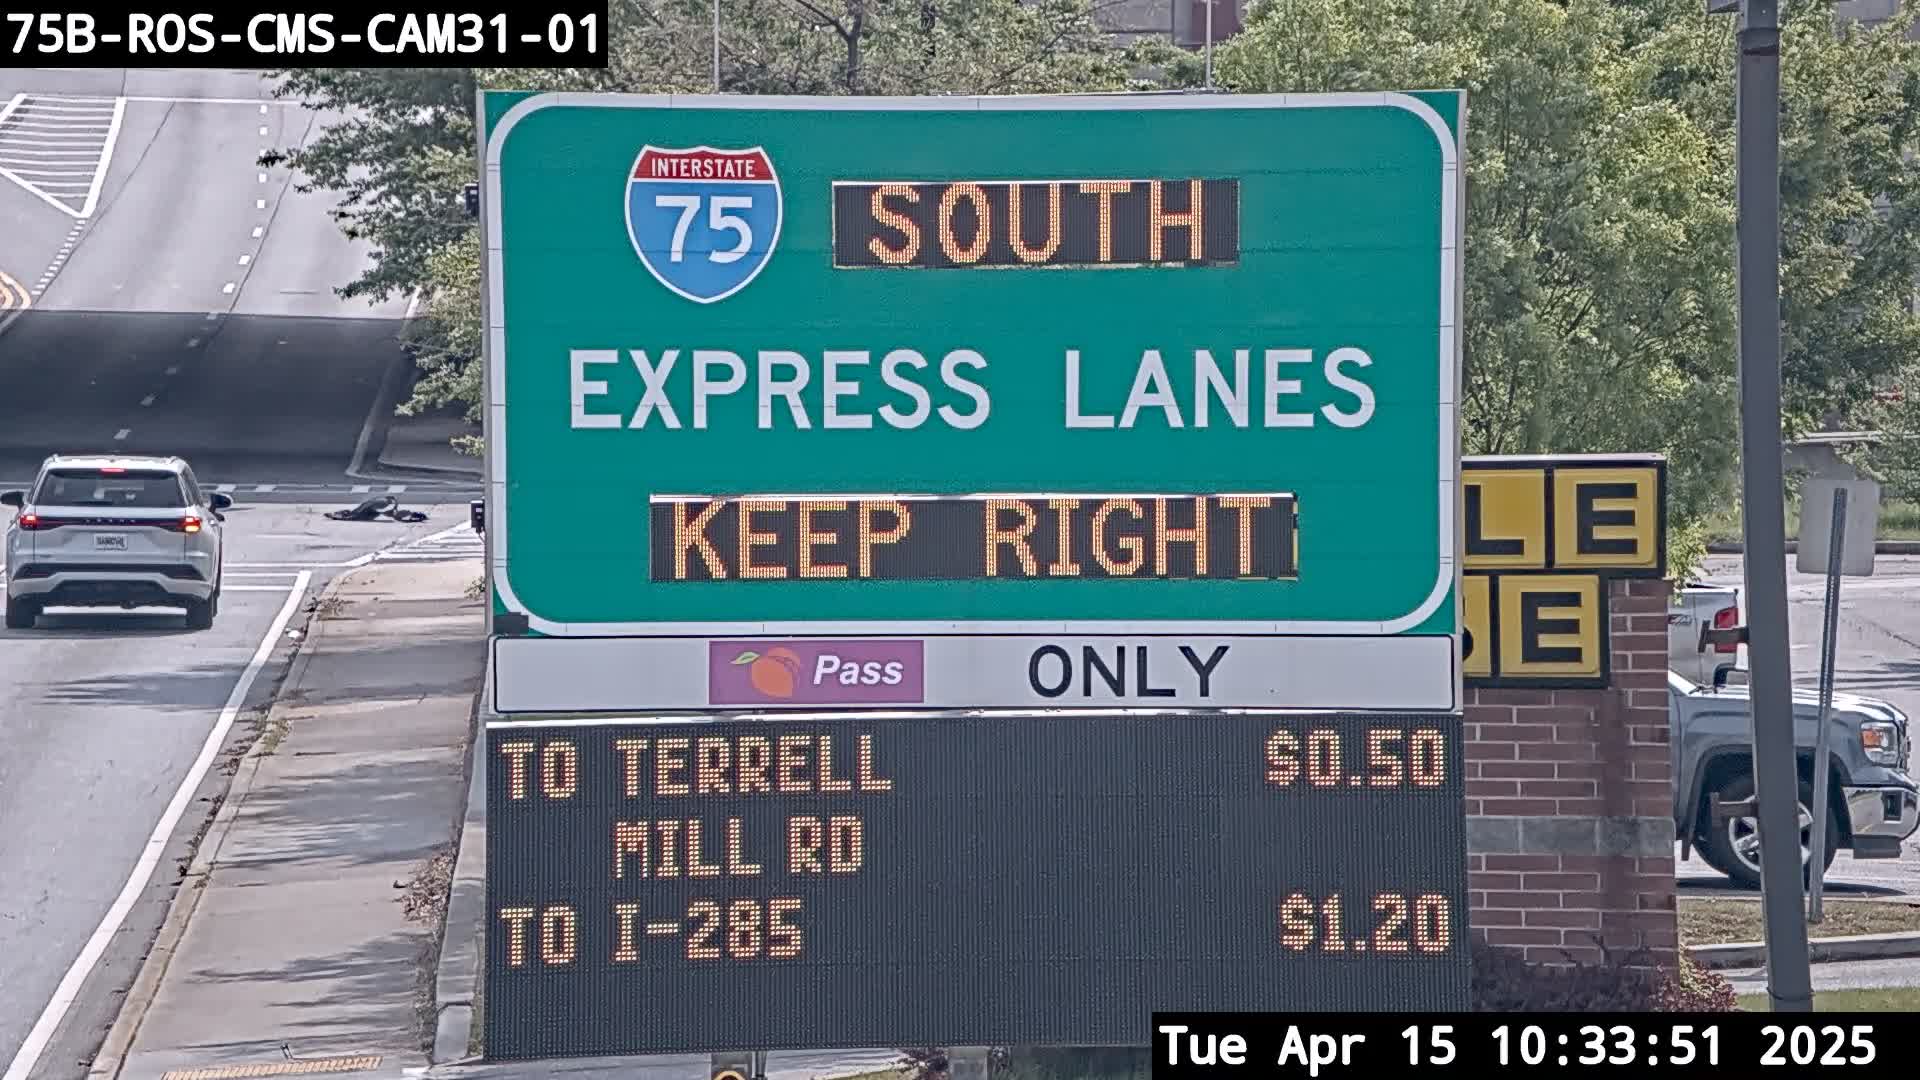 75B-ROS-CMS-CAM31-01
INTERSTATE
75
SOUTH
EXPRESS LANES
KEEP RIGHT
Pass ONLY
TO TERRELL $0.50
MILL RD
TO I-285 $1.20
LE
E
Tue Apr 15 10:33:51 2025